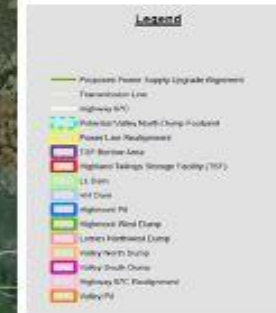 Legend
Proposed Power Supply Upgrade Alignment
Transmission Line
Highway 97C
Potential Valley North Dump Footprint
Power Line Realignment
TSF Borrow Area
Highland Tailings Storage Facility (TSF)
LL Dam
HH Dam
Highmont Pit
Highmont West Dump
Lornex Northwest Dump
Valley North Dump
Valley South Dump
Highway 97C Realignment
Valley Pit